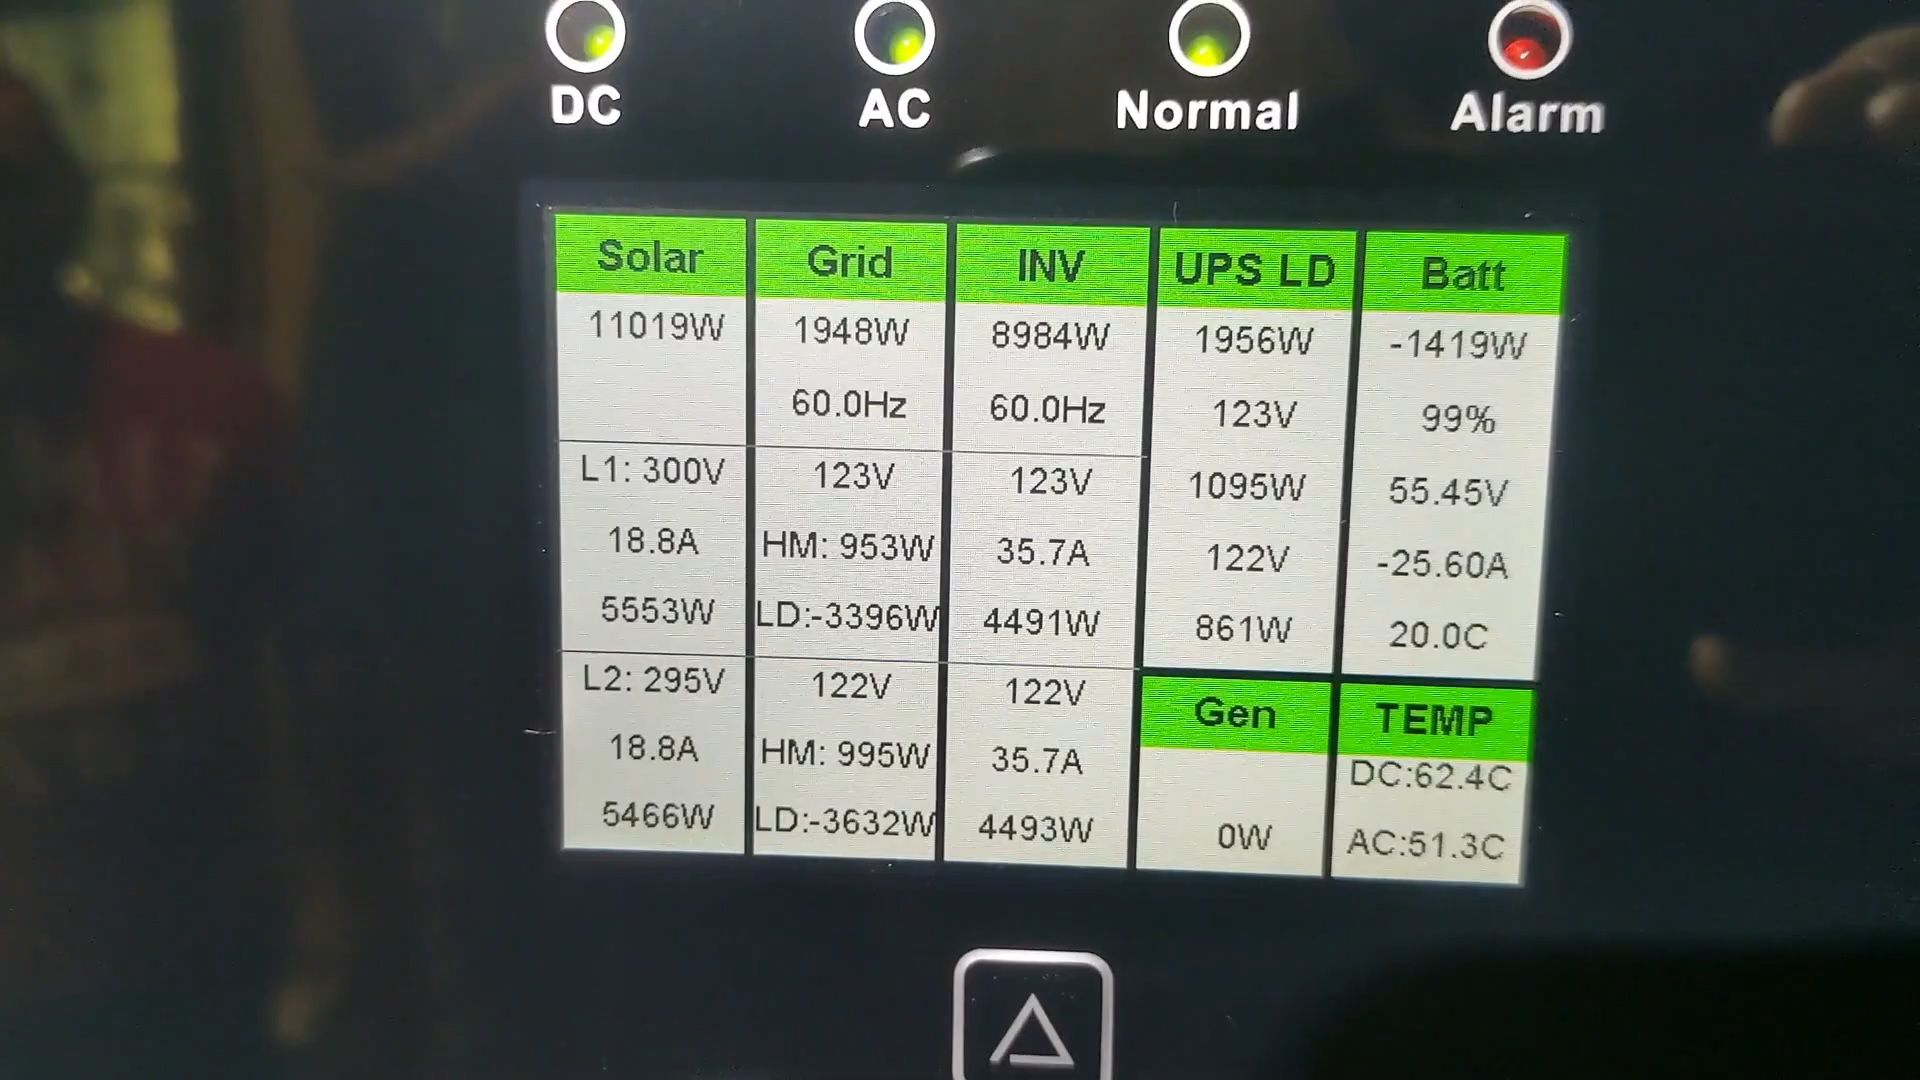 DC
AC
Normal
Alarm
Solar
11019W
L1: 300V
18.8A
5553W
L2: 295V
18.8A
5466W
Grid
1948W
60.0Hz
123V
HM: 953W
LD:-3396W
122V
HM: 995W
LD:-3632W
INV
8984W
60.0Hz
123V
35.7A
4491W
122V
35.7A
4493W
UPS LD
1956W
123V
1095W
122V
861W
Gen
0W
Batt
-1419W
99%
55.45V
-25.60A
20.0C
TEMP
DC:62.4C
AC:51.3C